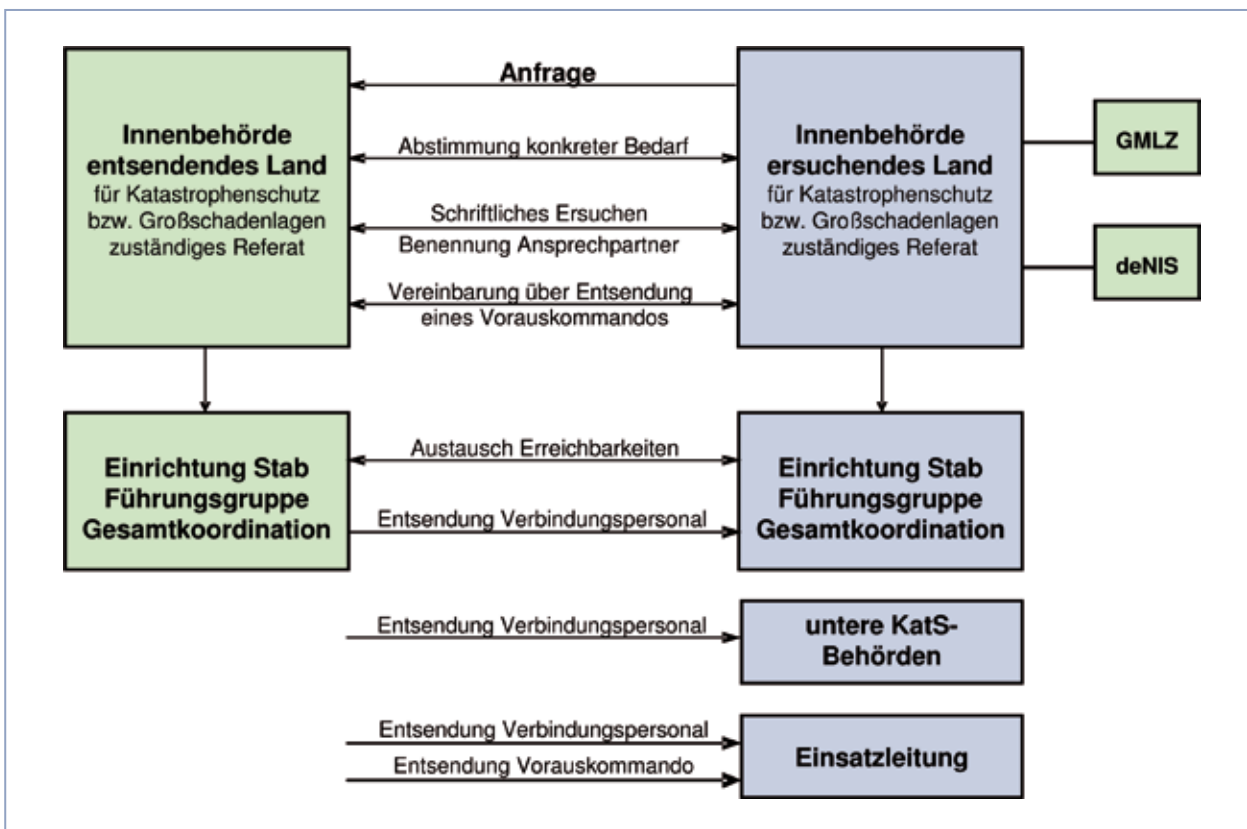 Anfrage
Innenbehörde
entsendendes Land
für Katastrophenschutz
bzw. Großschadenlagen
zuständiges Referat
Abstimmung konkreter Bedarf
Schriftliches Ersuchen
Benennung Ansprechpartner
Vereinbarung über Entsendung
eines Vorauskommandos
Innenbehörde
ersuchendes Land
für Katastrophenschutz
bzw. Großschadenlagen
zuständiges Referat
GMLZ
deNIS
Einrichtung Stab
Führungsgruppe
Gesamtkoordination
Austausch Erreichbarkeiten
Entsendung Verbindungspersonal
Einrichtung Stab
Führungsgruppe
Gesamtkoordination
Entsendung Verbindungspersonal
untere KatS-
Behörden
Entsendung Verbindungspersonal
Entsendung Vorauskommando
Einsatzleitung